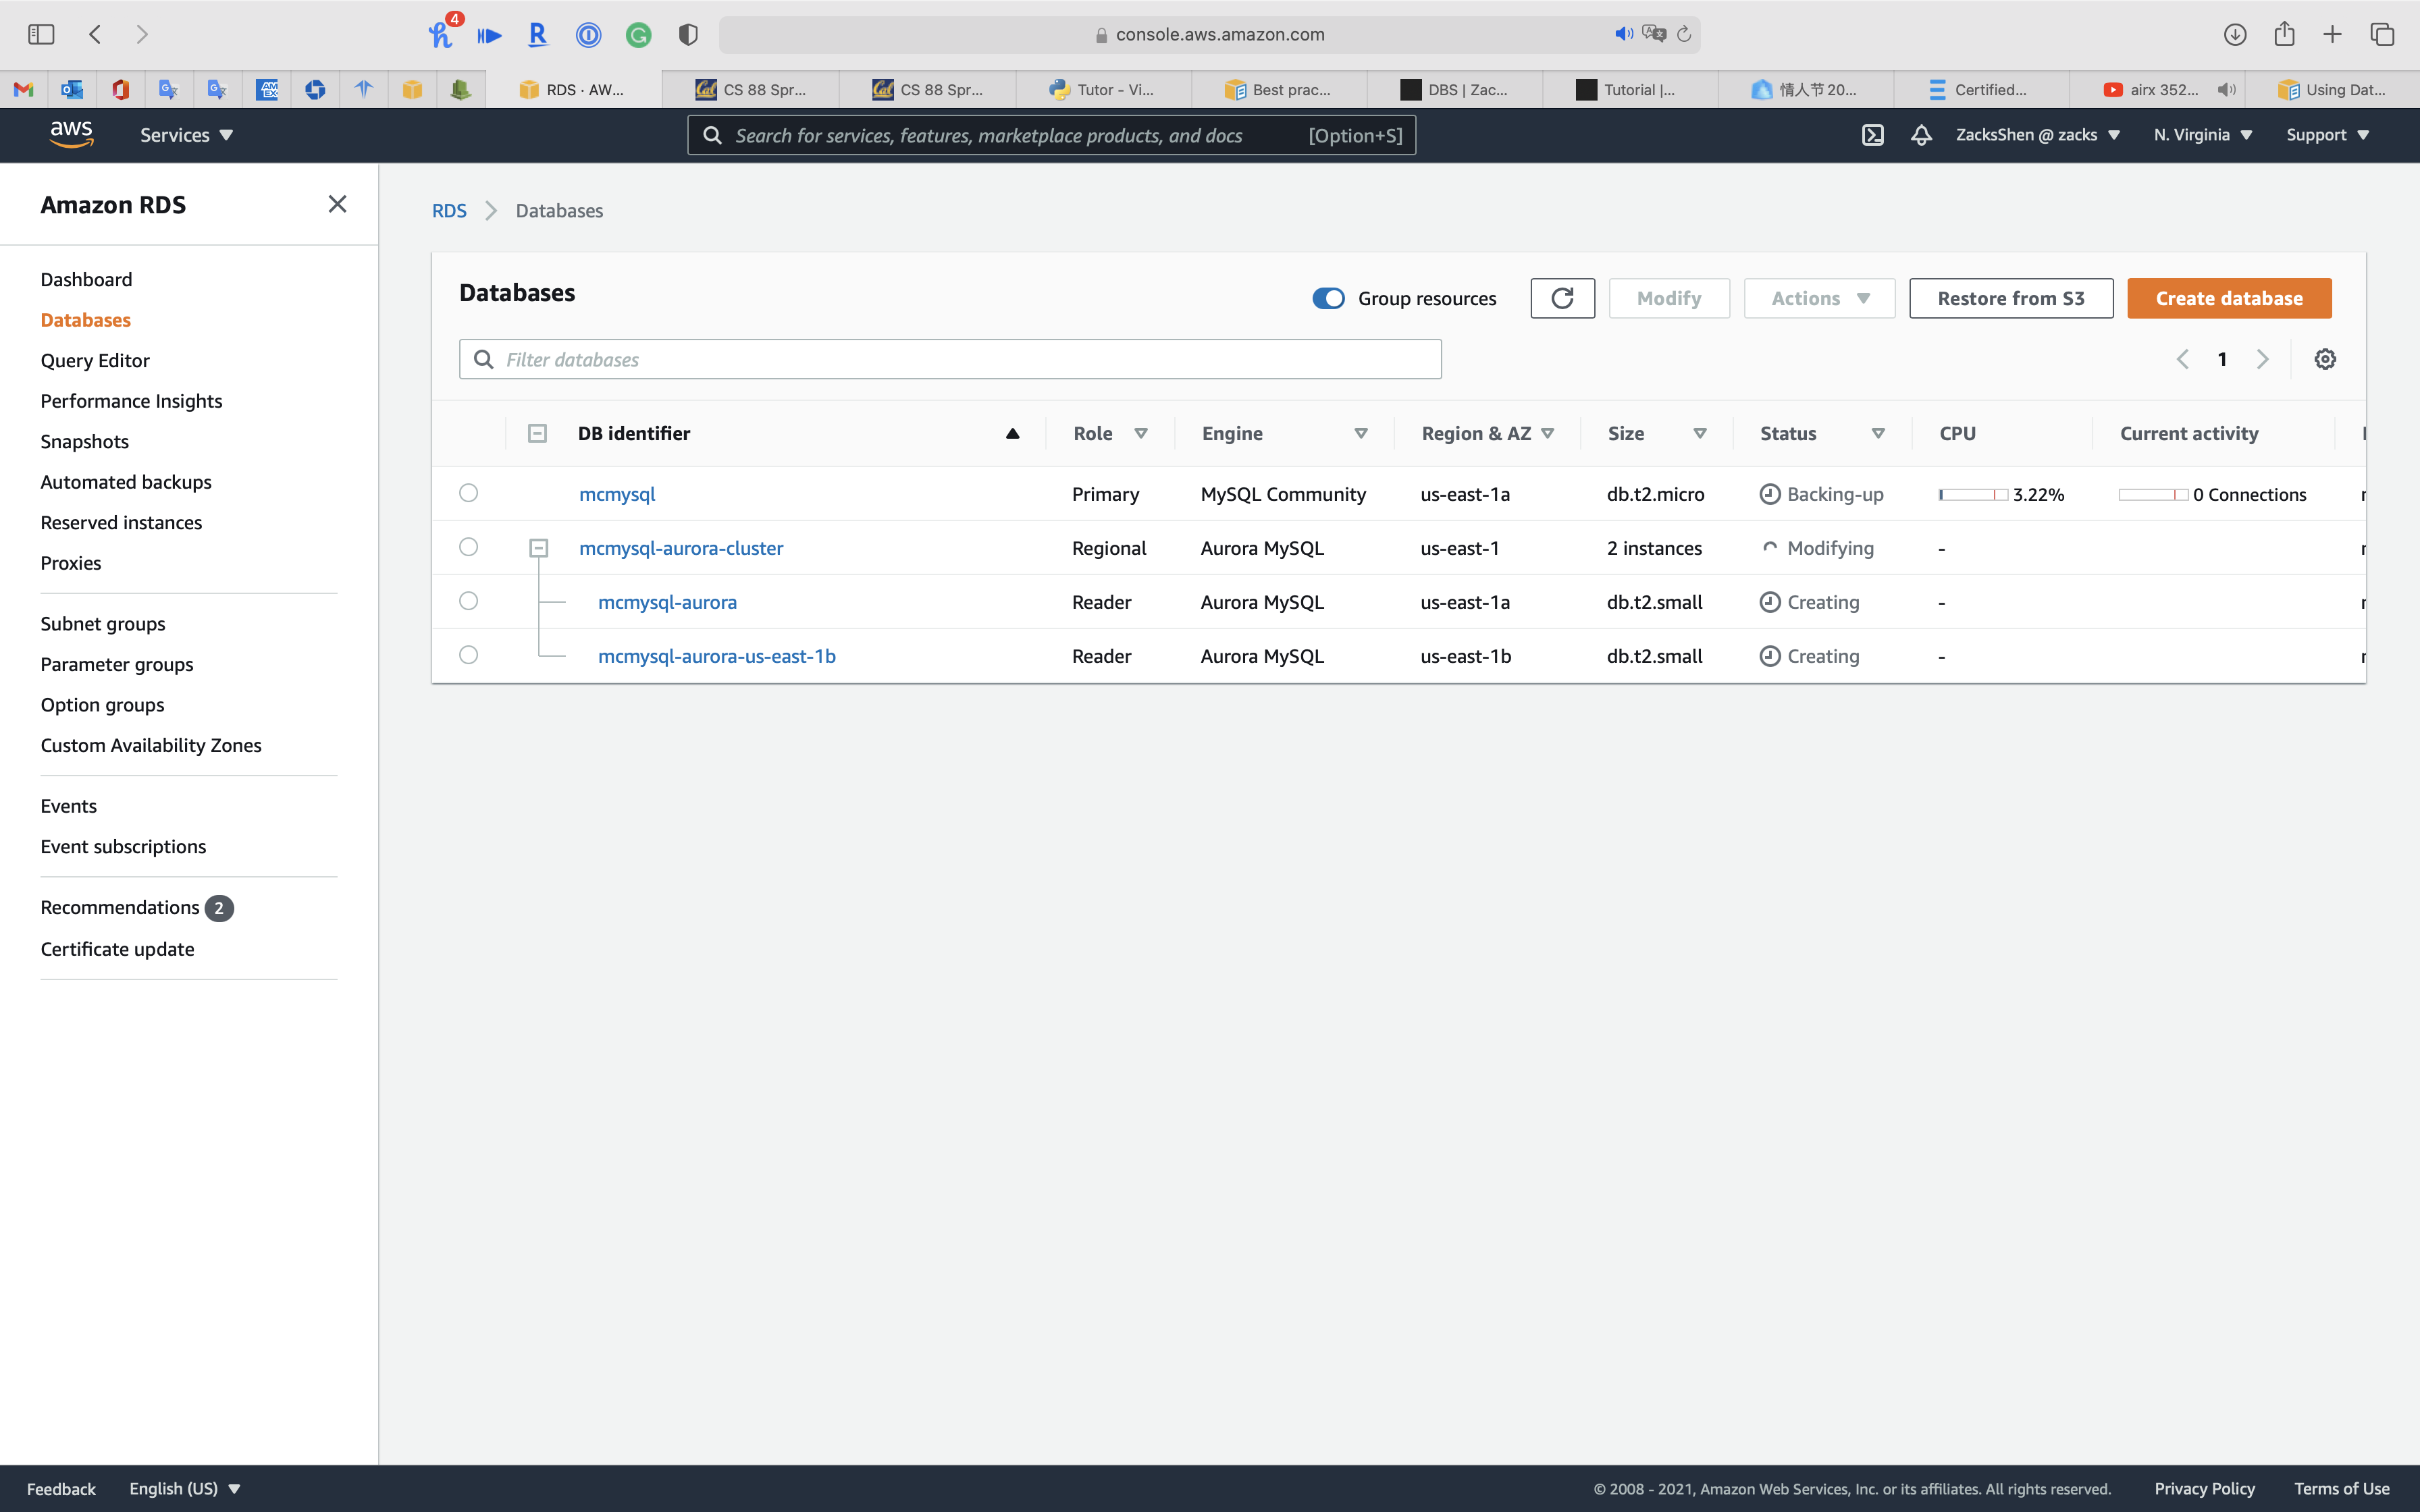 4
console.aws.amazon.com
RDS · AW...
CS 88 Spr...
CS 88 Spr...
Tutor - Vi...
Best prac...
DBS | Zac...
Tutorial |...
情人节 20...
Certified...
airx 352...
Using Dat...
aws
Services
Search for services, features, marketplace products, and docs [Option+S]
ZacksShen @ zacks
N. Virginia
Support
Amazon RDS
Dashboard
Databases
Query Editor
Performance Insights
Snapshots
Automated backups
Reserved instances
Proxies
Subnet groups
Parameter groups
Option groups
Custom Availability Zones
Events
Event subscriptions
Recommendations 2
Certificate update
RDS > Databases
Databases
Group resources
Modify
Actions
Restore from S3
Create database
Filter databases
1
DB identifier Role Engine Region & AZ Size Status CPU Current activity
mcmysql Primary MySQL Community us-east-1a db.t2.micro Backing-up 3.22% 0 Connections
mcmysql-aurora-cluster Regional Aurora MySQL us-east-1 2 instances Modifying -
mcmysql-aurora Reader Aurora MySQL us-east-1a db.t2.small Creating -
mcmysql-aurora-us-east-1b Reader Aurora MySQL us-east-1b db.t2.small Creating -
Feedback
English (US)
© 2008 - 2021, Amazon Web Services, Inc. or its affiliates. All rights reserved.
Privacy Policy
Terms of Use